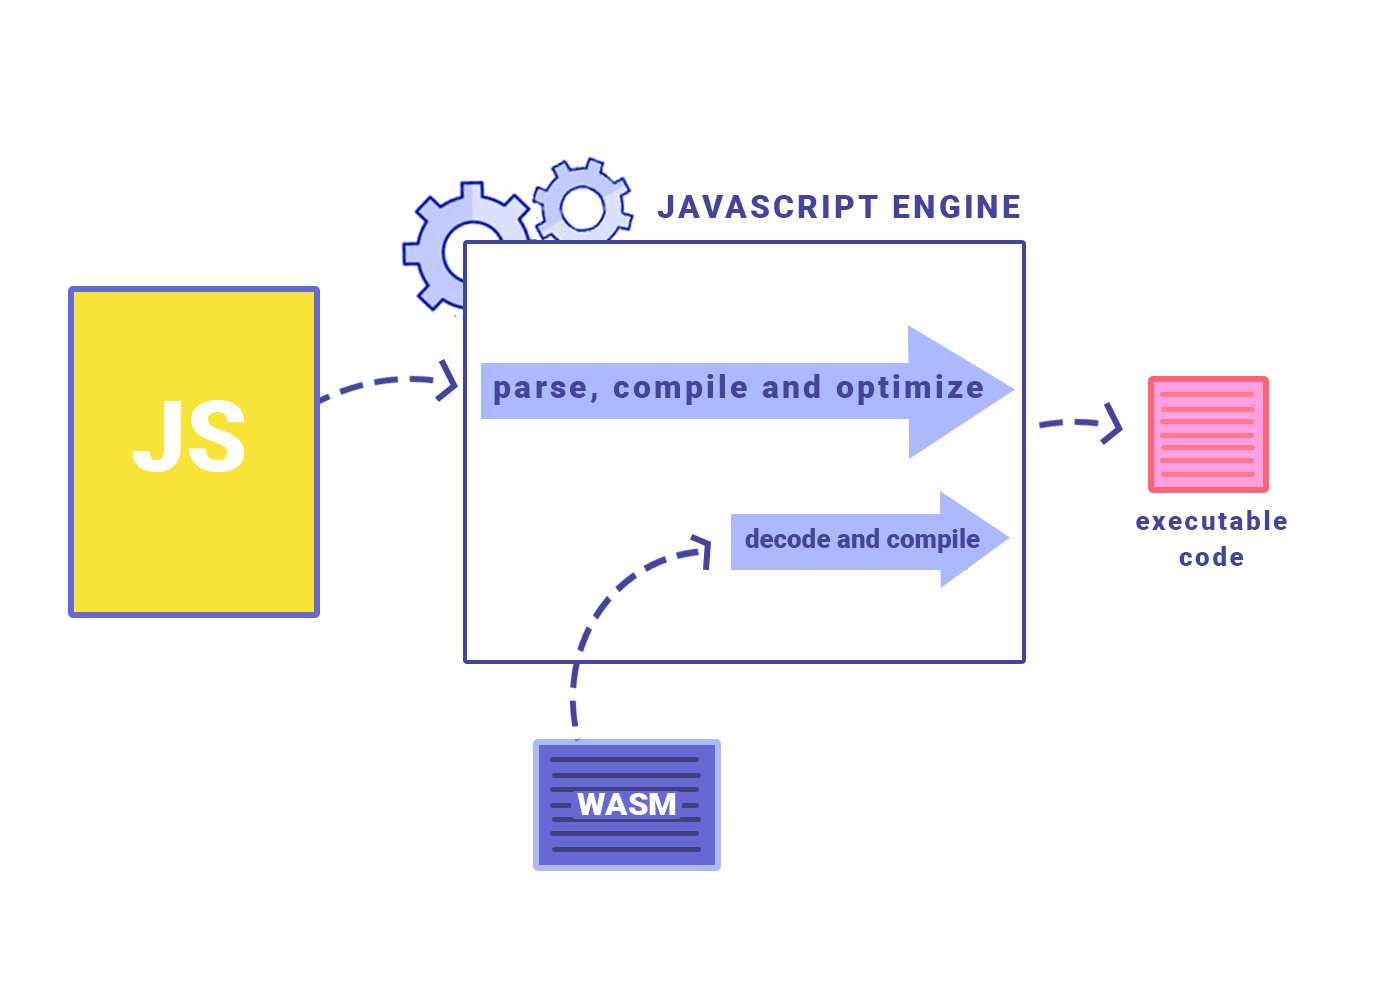 JAVASCRIPT ENGINE
JS
parse, compile and optimize
decode and compile
executable
code
WASM